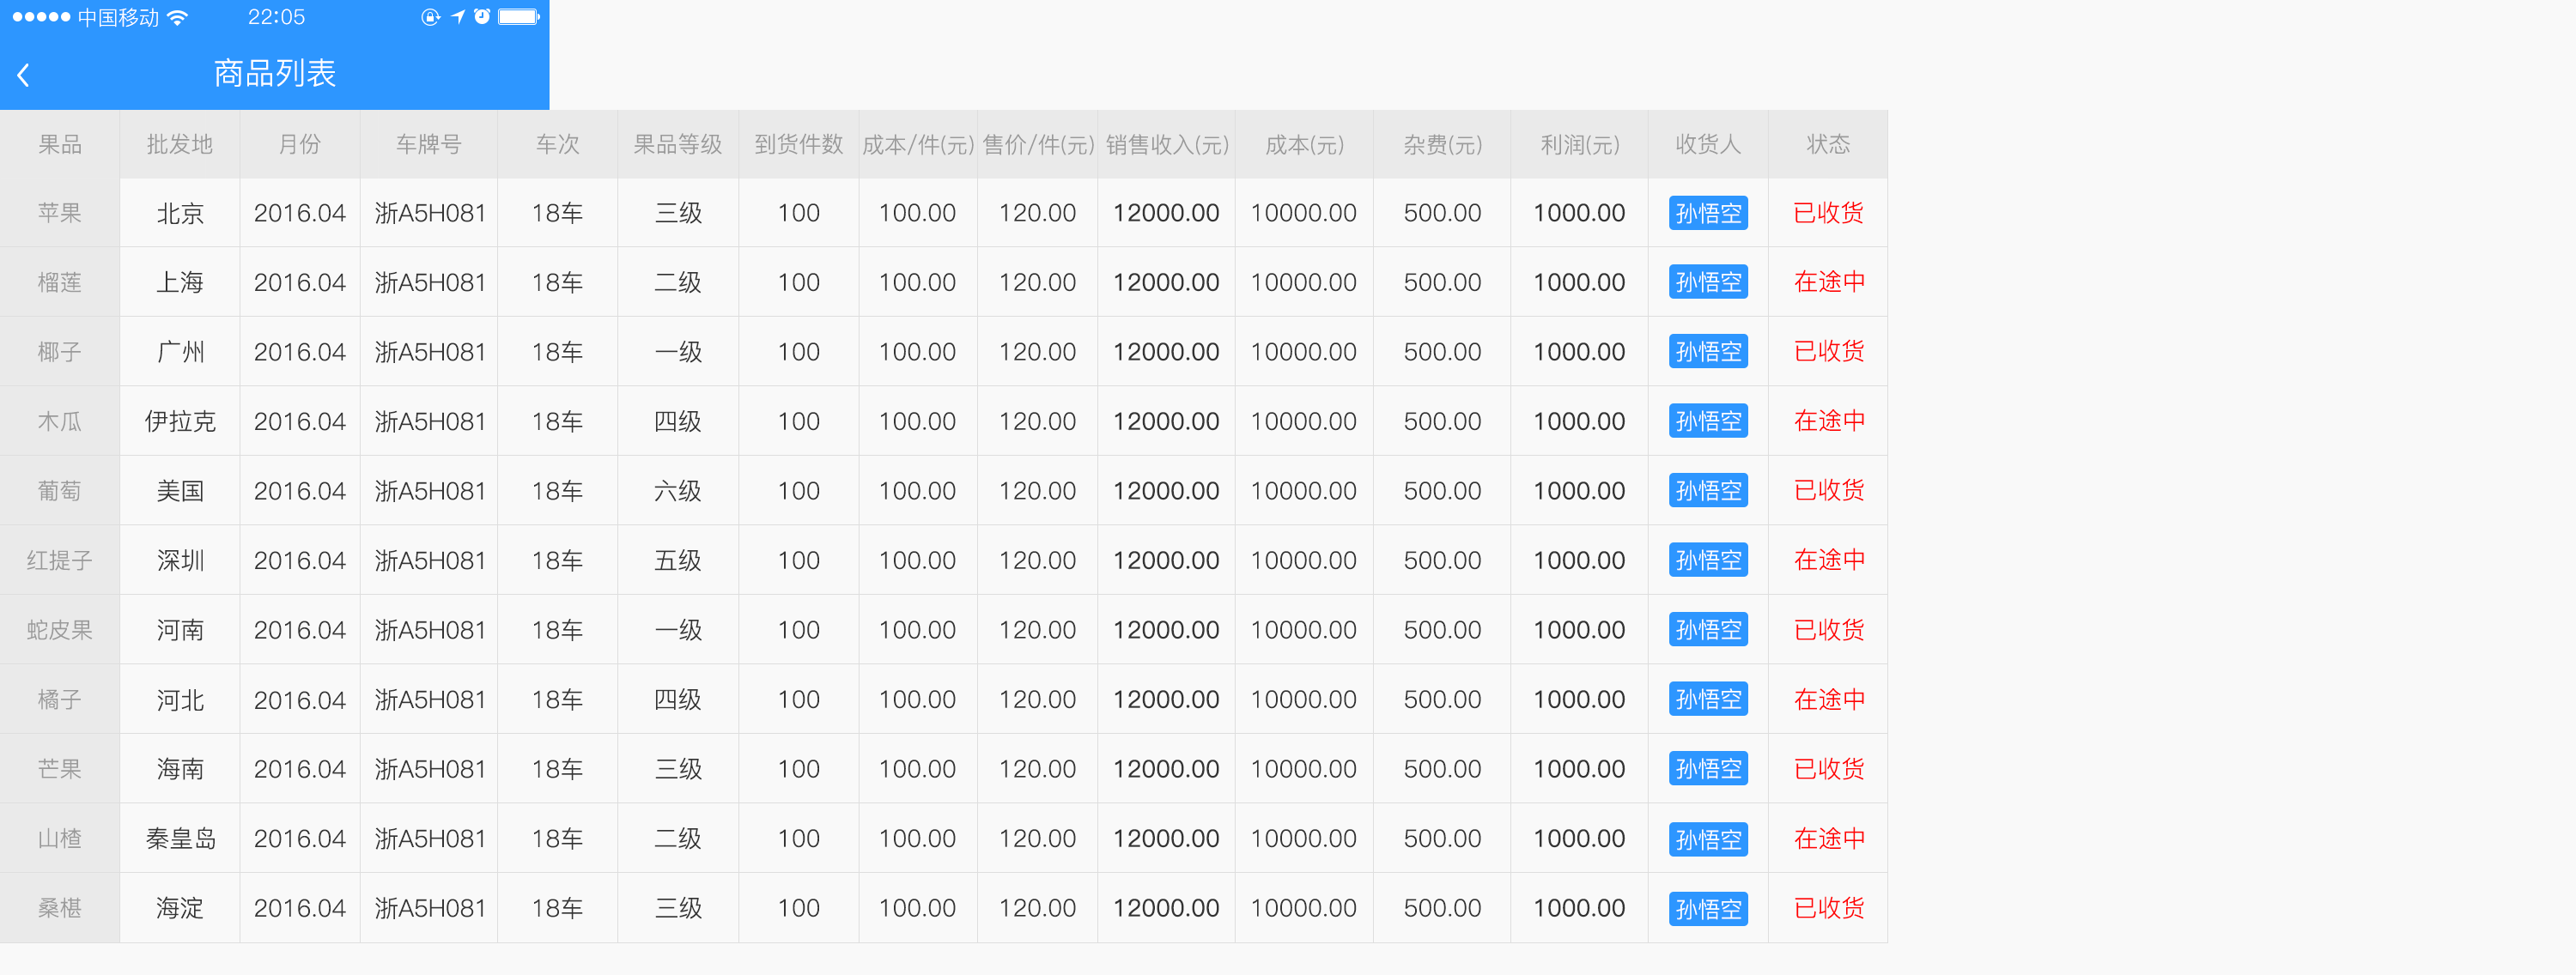 中国移动 22:05
商品列表
果品 批发地 月份 车牌号 车次 果品等级 到货件数 成本/件(元) 售价/件(元) 销售收入(元) 成本(元) 杂费(元) 利润(元) 收货人 状态
苹果 北京 2016.04 浙A5H081 18车 三级 100 100.00 120.00 12000.00 10000.00 500.00 1000.00 孙悟空 已收货
榴莲 上海 2016.04 浙A5H081 18车 二级 100 100.00 120.00 12000.00 10000.00 500.00 1000.00 孙悟空 在途中
椰子 广州 2016.04 浙A5H081 18车 一级 100 100.00 120.00 12000.00 10000.00 500.00 1000.00 孙悟空 已收货
木瓜 伊拉克 2016.04 浙A5H081 18车 四级 100 100.00 120.00 12000.00 10000.00 500.00 1000.00 孙悟空 在途中
葡萄 美国 2016.04 浙A5H081 18车 六级 100 100.00 120.00 12000.00 10000.00 500.00 1000.00 孙悟空 已收货
红提子 深圳 2016.04 浙A5H081 18车 五级 100 100.00 120.00 12000.00 10000.00 500.00 1000.00 孙悟空 在途中
蛇皮果 河南 2016.04 浙A5H081 18车 一级 100 100.00 120.00 12000.00 10000.00 500.00 1000.00 孙悟空 已收货
橘子 河北 2016.04 浙A5H081 18车 四级 100 100.00 120.00 12000.00 10000.00 500.00 1000.00 孙悟空 在途中
芒果 海南 2016.04 浙A5H081 18车 三级 100 100.00 120.00 12000.00 10000.00 500.00 1000.00 孙悟空 已收货
山楂 秦皇岛 2016.04 浙A5H081 18车 二级 100 100.00 120.00 12000.00 10000.00 500.00 1000.00 孙悟空 在途中
桑椹 海淀 2016.04 浙A5H081 18车 三级 100 100.00 120.00 12000.00 10000.00 500.00 1000.00 孙悟空 已收货